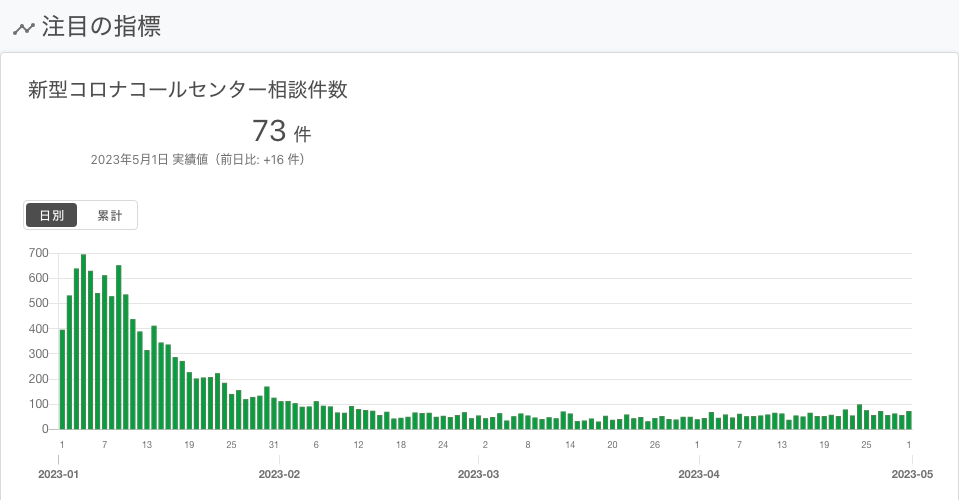 注目の指標
新型コロナコールセンター相談件数
73 件
2023年5月1日 実績値（前日比: +16 件）
日別 累計
700
600
500
400
300
200
100
0
1 7 13 19 25 31 6 12 18 24 2 8 14 20 26 1 7 13 19 25 1
2023-01 2023-02 2023-03 2023-04 2023-05